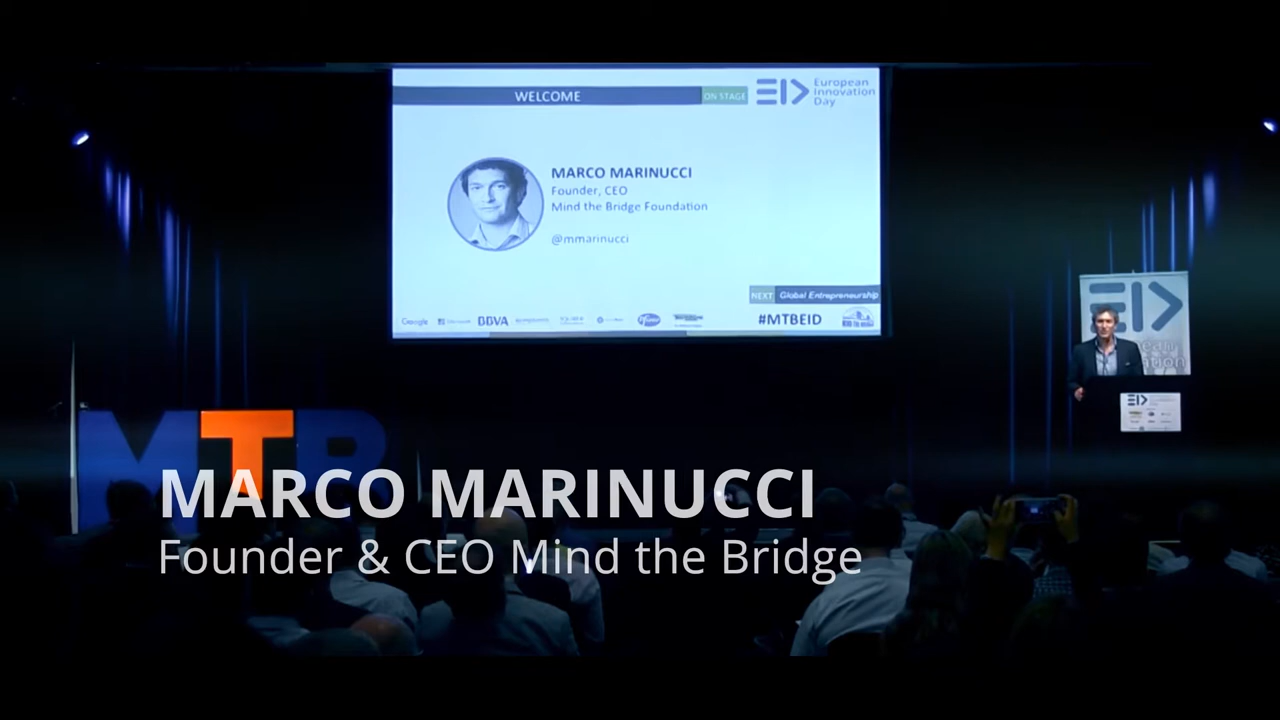 WELCOME
ON STAGE
European
Innovation
Day
MARCO MARINUCCI
Founder, CEO
Mind the Bridge Foundation
@mmarinucci
NEXT Global Entrepreneurship
Google
BBVA
Pfizer
#MTBEID
MTB
MARCO MARINUCCI
Founder & CEO Mind the Bridge